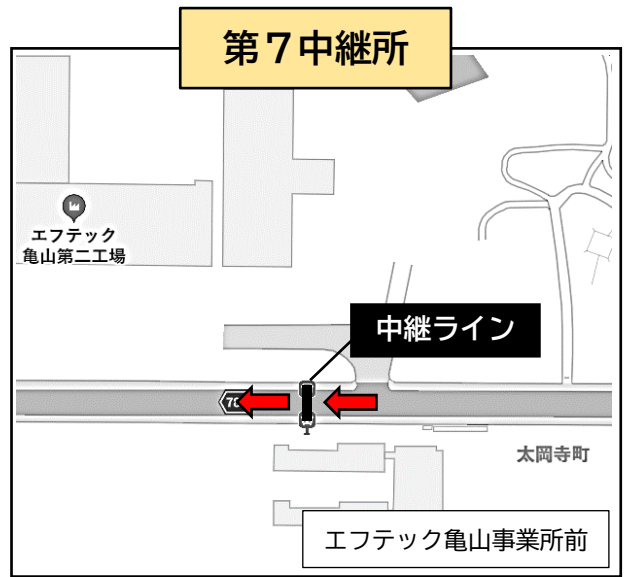 第7中継所
エフテック
亀山第二工場
中継ライン
太岡寺町
エフテック亀山事業所前